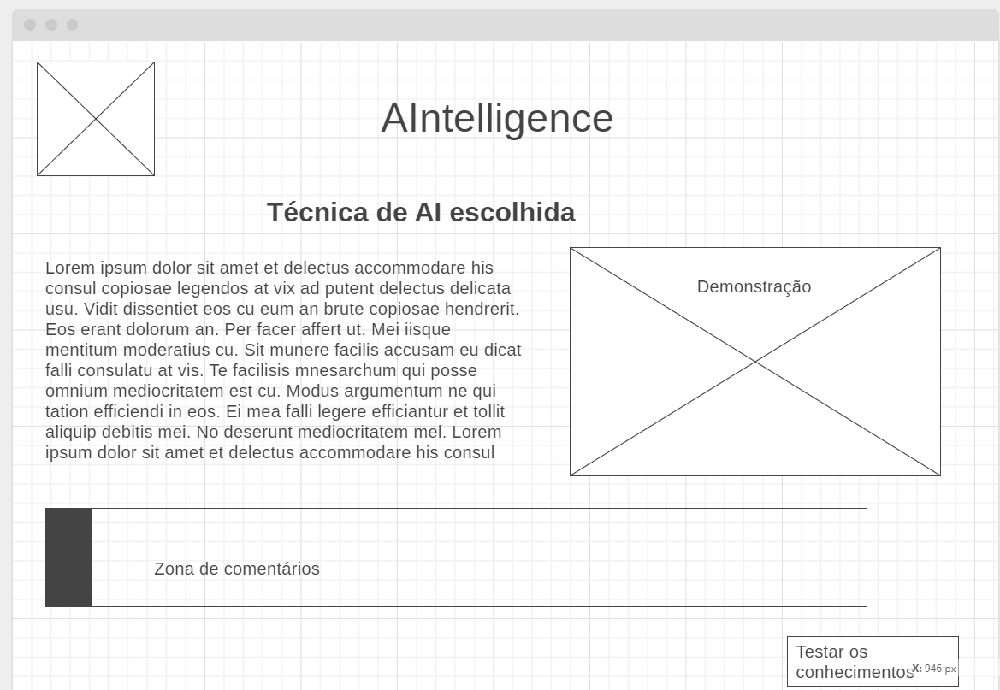 AIntelligence
Técnica de AI escolhida
Lorem ipsum dolor sit amet et delectus accommodare his
consul copiosae legendos at vix ad putent delectus delicata
usu. Vidit dissentiet eos cu eum an brute copiosae hendrerit.
Eos erant dolorum an. Per facer affert ut. Mei iisque
mentitum moderatius cu. Sit munere facilis accusam eu dicat
falli consulatu at vis. Te facilisis mnesarchum qui posse
omnium mediocritatem est cu. Modus argumentum ne qui
tation efficiendi in eos. Ei mea falli legere efficiantur et tollit
aliquip debitis mei. No deserunt mediocritatem mel. Lorem
ipsum dolor sit amet et delectus accommodare his consul
Demonstração
Zona de comentários
Testar os
conhecimentos
X: 946 px